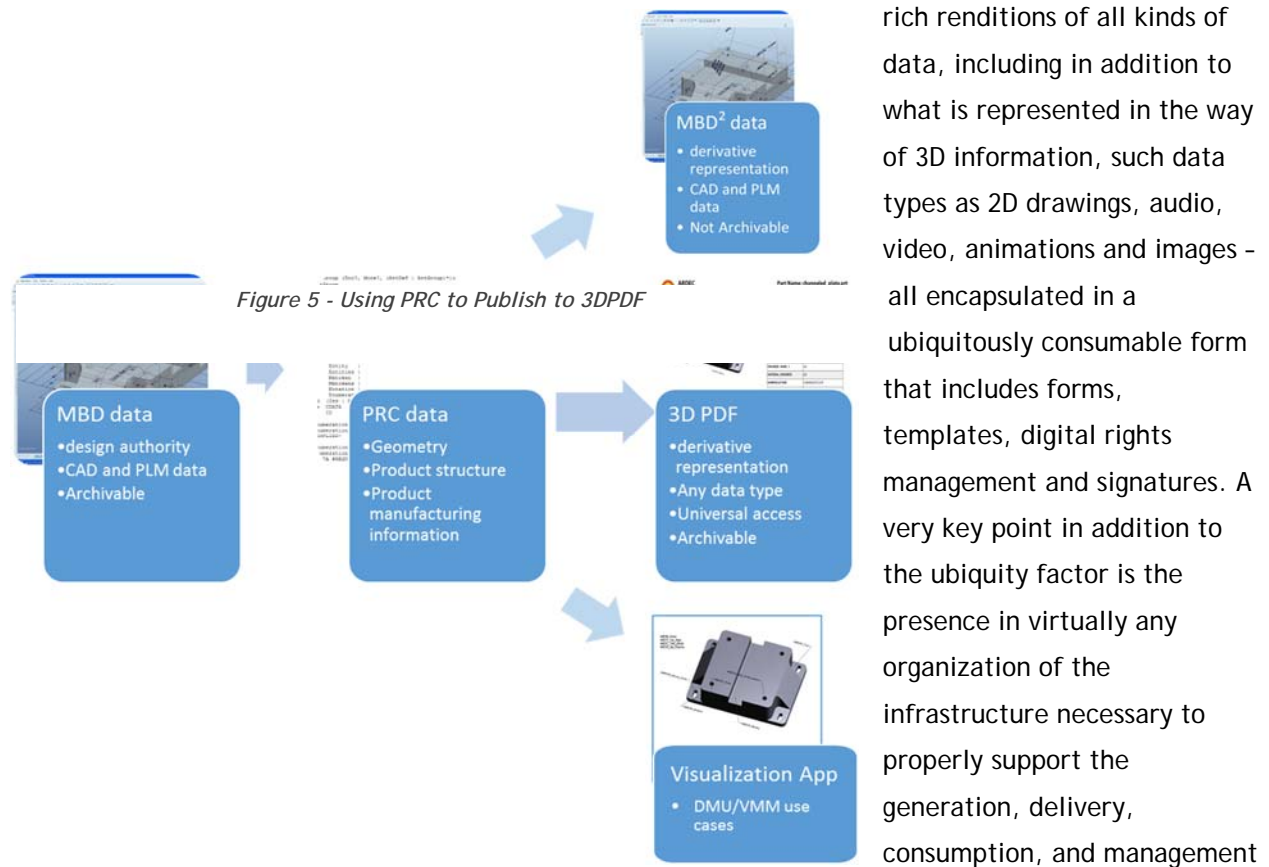 MBD² data
• derivative
representation
• CAD and PLM
data
• Not Archivable
Figure 5 - Using PRC to Publish to 3DPDF
MBD data
•design authority
•CAD and PLM data
•Archivable
PRC data
•Geometry
•Product structure
•Product
manufacturing
information
3D PDF
•derivative
representation
•Any data type
•Universal access
•Archivable
Visualization App
• DMU/VMM use
cases
rich renditions of all kinds of
data, including in addition to
what is represented in the way
of 3D information, such data
types as 2D drawings, audio,
video, animations and images –
all encapsulated in a
ubiquitously consumable form
that includes forms,
templates, digital rights
management and signatures. A
very key point in addition to
the ubiquity factor is the
presence in virtually any
organization of the
infrastructure necessary to
properly support the
generation, delivery,
consumption, and management